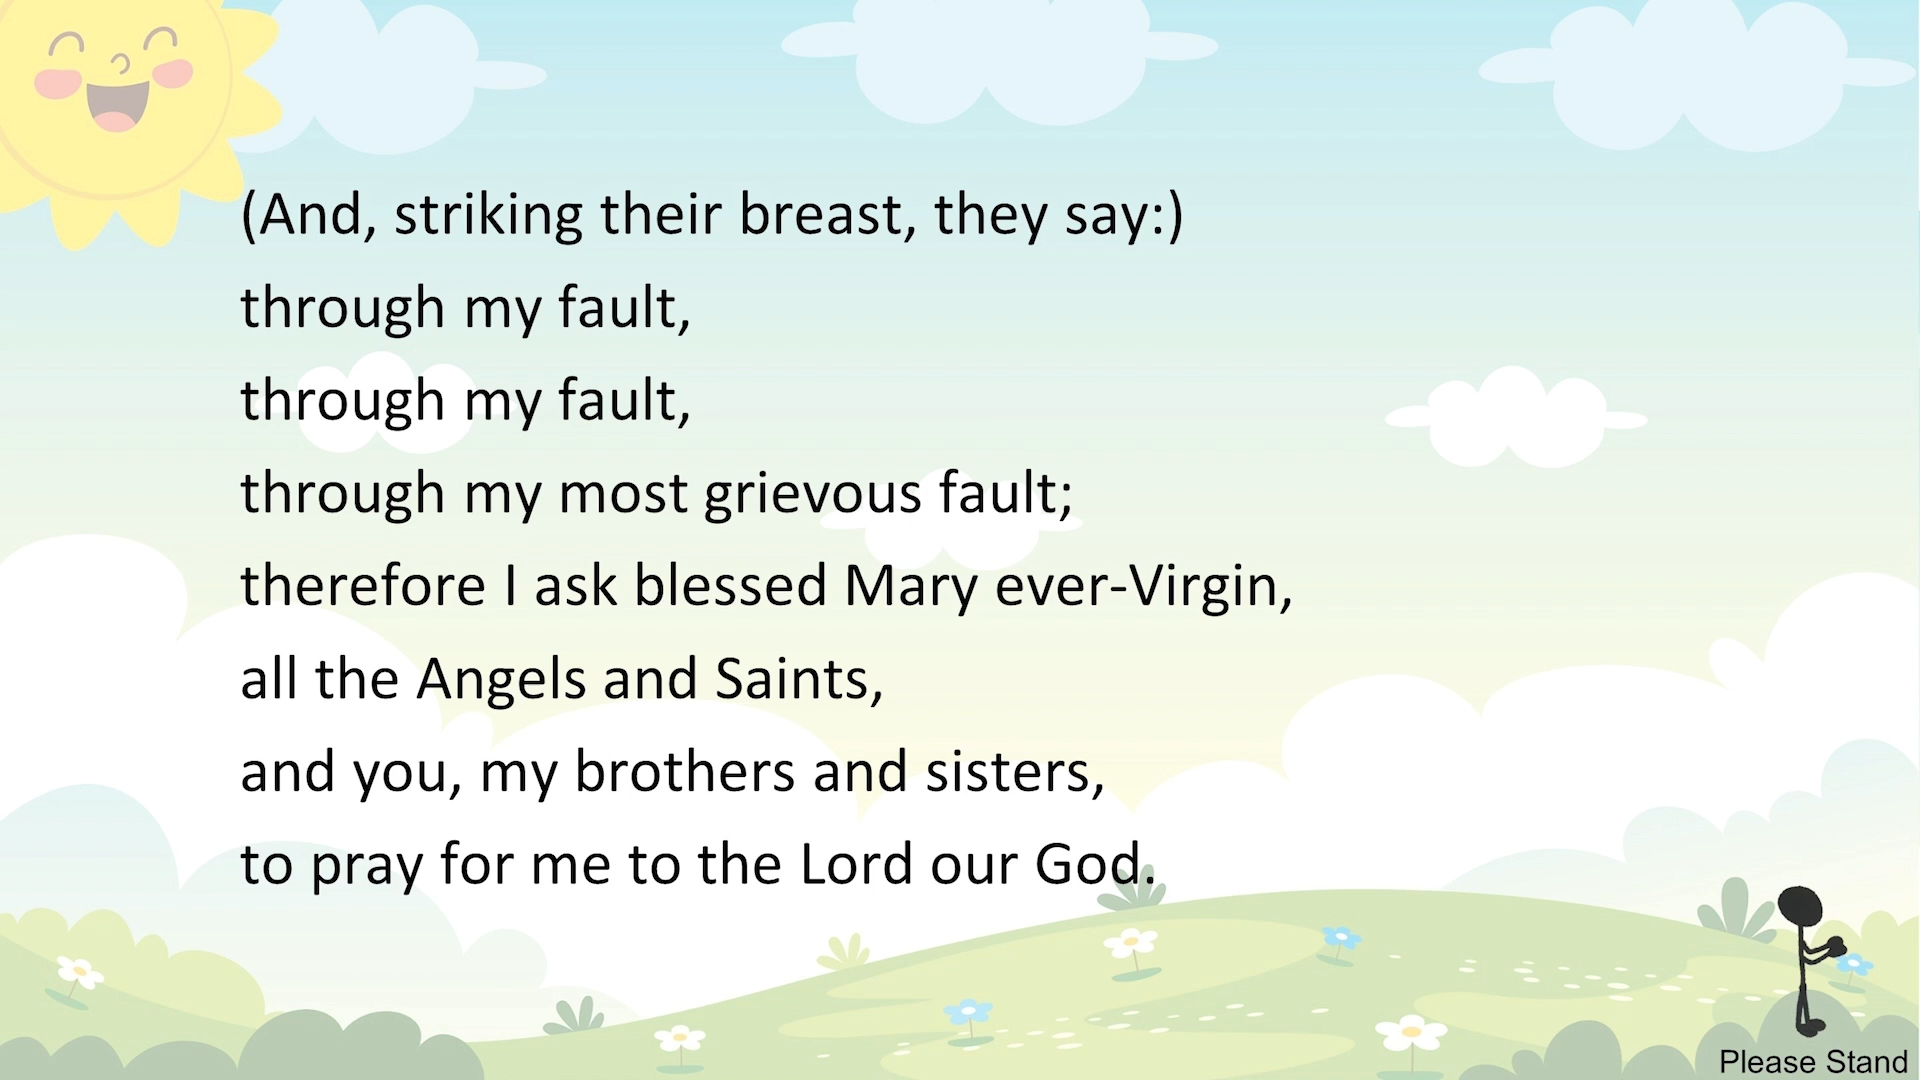 (And, striking their breast, they say:)
through my fault,
through my fault,
through my most grievous fault;
therefore I ask blessed Mary ever-Virgin,
all the Angels and Saints,
and you, my brothers and sisters,
to pray for me to the Lord our God.
Please Stand